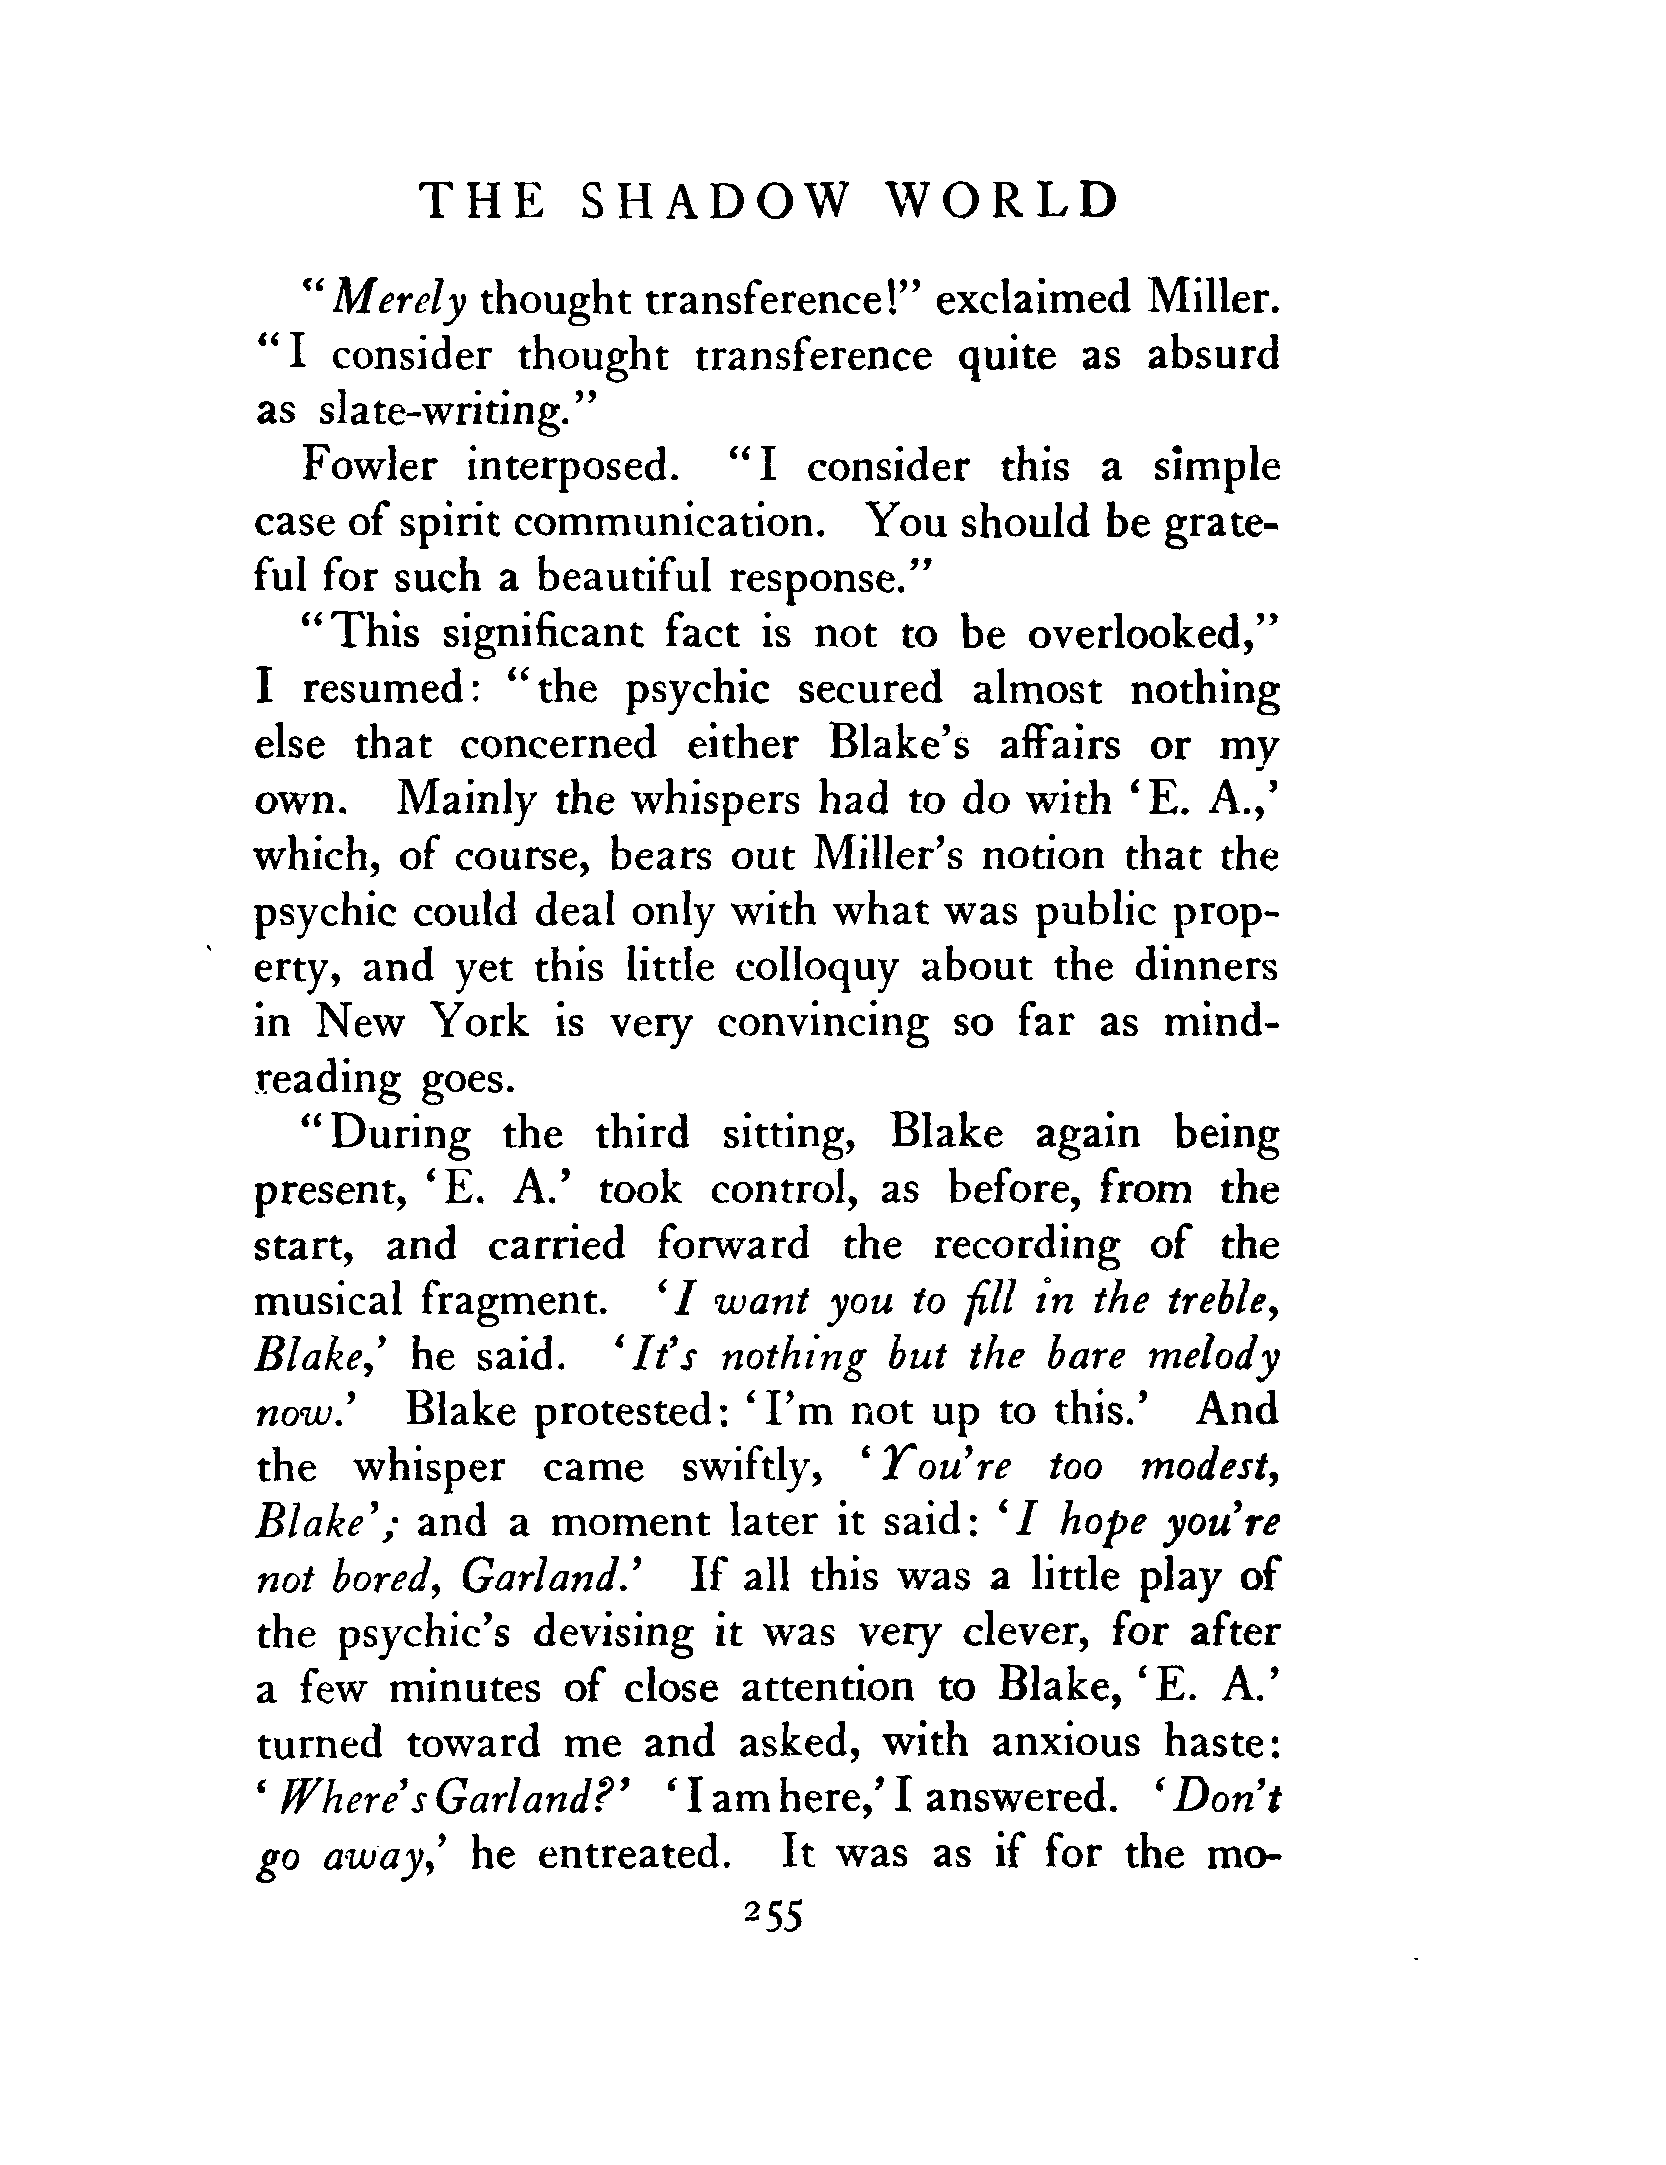 THE SHADOW WORLD
"Merely thought transference!" exclaimed Miller.
"I consider thought transference quite as absurd
as slate-writing."
Fowler interposed. "I consider this a simple
case of spirit communication. You should be grate-
ful for such a beautiful response."
"This significant fact is not to be overlooked,"
I resumed: "the psychic secured almost nothing
else that concerned either Blake's affairs or my
own. Mainly the whispers had to do with 'E. A.,'
which, of course, bears out Miller's notion that the
psychic could deal only with what was public prop-
erty, and yet this little colloquy about the dinners
in New York is very convincing so far as mind-
reading goes.
"During the third sitting, Blake again being
present, 'E. A.' took control, as before, from the
start, and carried forward the recording of the
musical fragment. 'I want you to fill in the treble,
Blake,' he said. 'It's nothing but the bare melody
now.' Blake protested: 'I'm not up to this.' And
the whisper came swiftly, 'You're too modest,
Blake'; and a moment later it said: 'I hope you're
not bored, Garland.' If all this was a little play of
the psychic's devising it was very clever, for after
a few minutes of close attention to Blake, 'E. A.'
turned toward me and asked, with anxious haste:
'Where's Garland?' 'I am here,' I answered. 'Don't
go away,' he entreated. It was as if for the mo-
255